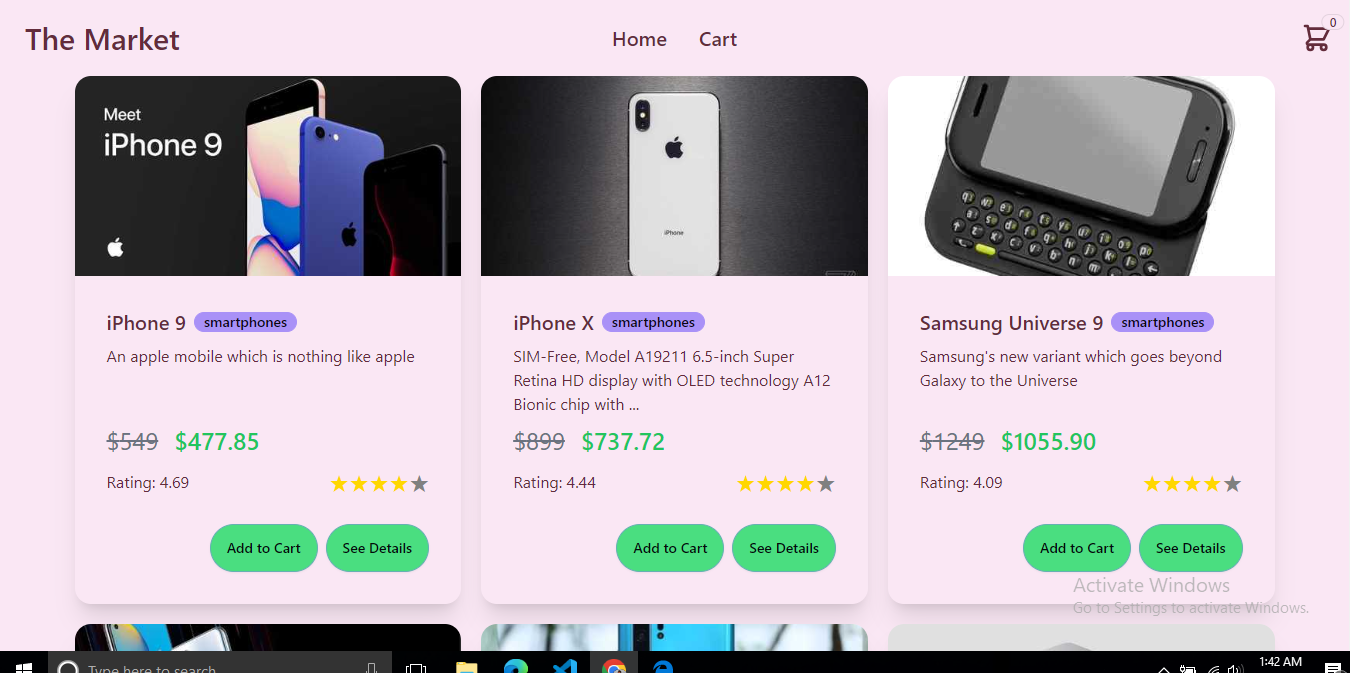 The Market
Home
Cart
0
Meet
iPhone 9
iPhone
iPhone 9 smartphones
An apple mobile which is nothing like apple
$549 $477.85
Rating: 4.69
★★★★★
Add to Cart
See Details
iPhone X smartphones
SIM-Free, Model A19211 6.5-inch Super
Retina HD display with OLED technology A12
Bionic chip with ...
$899 $737.72
Rating: 4.44
★★★★★
Add to Cart
See Details
Samsung Universe 9 smartphones
Samsung's new variant which goes beyond
Galaxy to the Universe
$1249 $1055.90
Rating: 4.09
★★★★★
Add to Cart
See Details
Activate Windows
Go to Settings to activate Windows.
Type here to search
1:42 AM